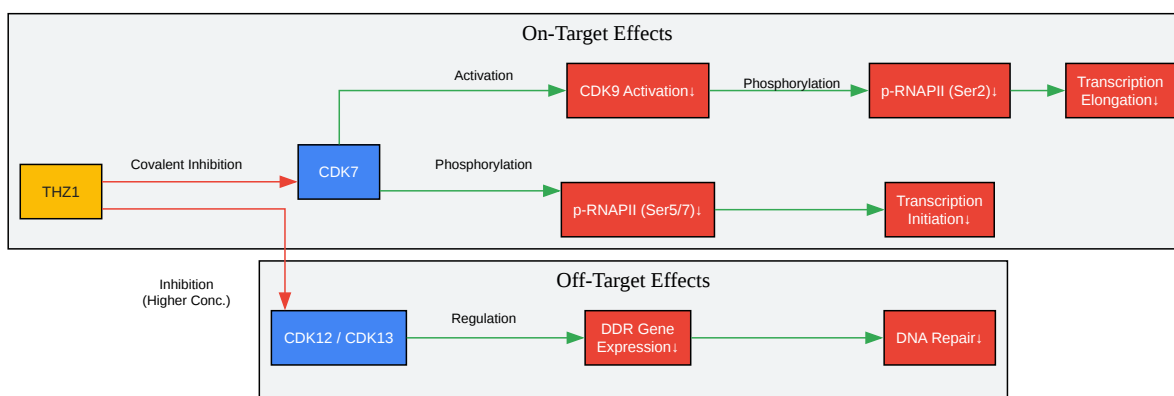 On-Target Effects
Activation
CDK9 Activation↓
Phosphorylation
p-RNAPII (Ser2)↓
Transcription
Elongation↓
THZ1
Covalent Inhibition
CDK7
Phosphorylation
p-RNAPII (Ser5/7)↓
Transcription
Initiation↓
Inhibition
(Higher Conc.)
Off-Target Effects
CDK12 / CDK13
Regulation
DDR Gene
Expression↓
DNA Repair↓